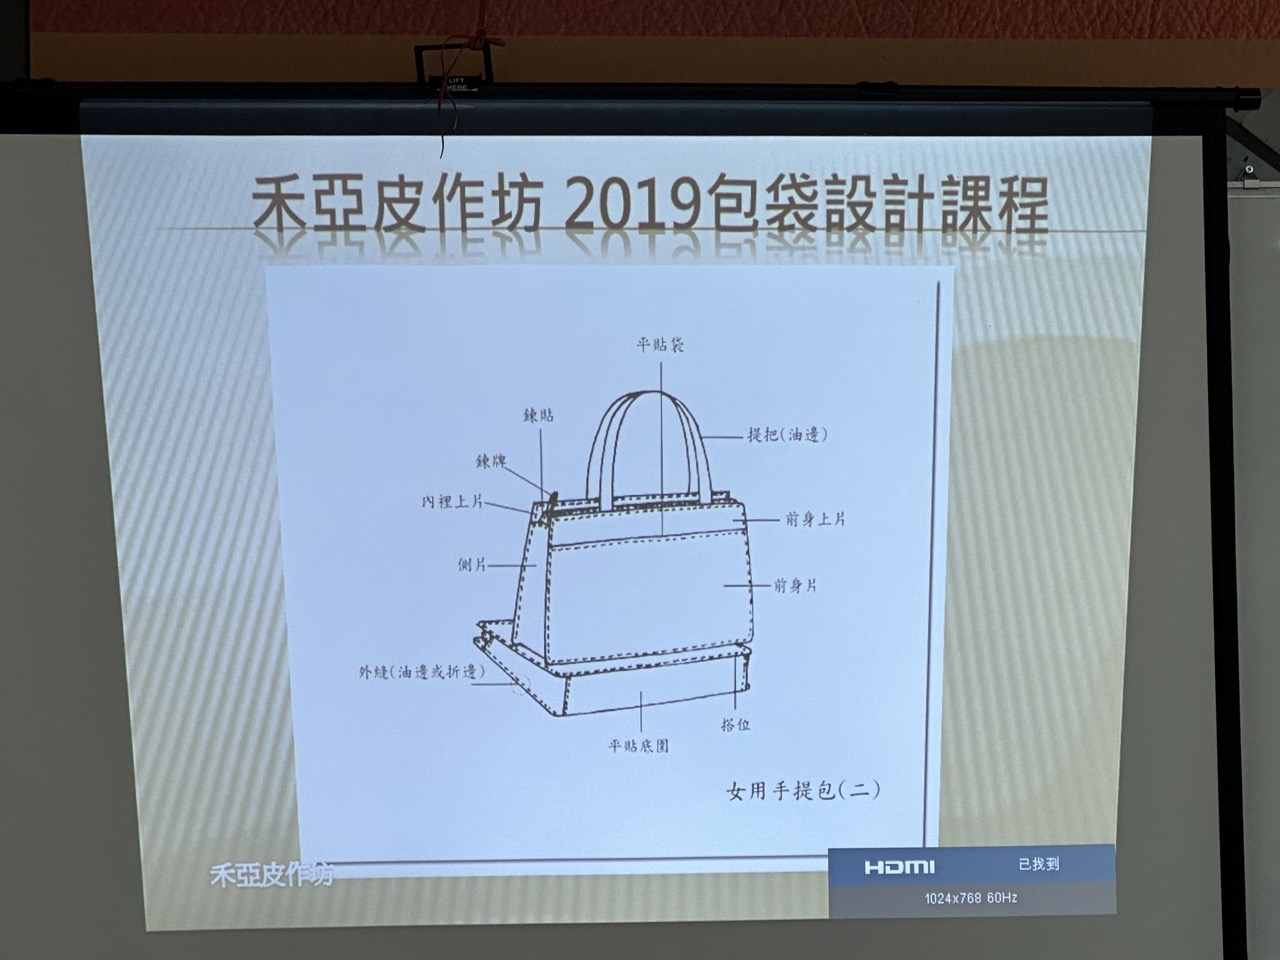 LIFT
HERE
禾亞皮作坊 2019包袋設計課程
平貼袋
鍊貼
提把(油邊)
鍊牌
內裡上片
前身上片
側片
前身片
外縫(油邊或折邊)
搭位
平貼底圍
女用手提包(二)
禾亞皮作坊
HDMI 已找到
1024x768 60Hz